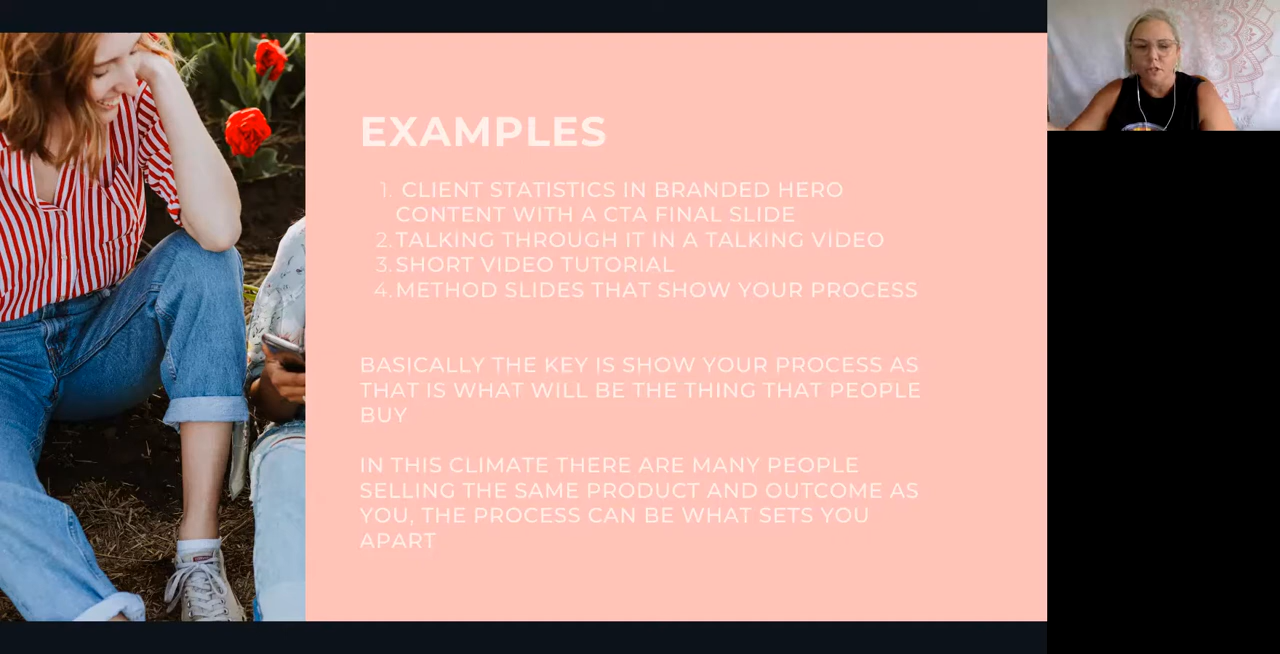 EXAMPLES
1. CLIENT STATISTICS IN BRANDED HERO
CONTENT WITH A CTA FINAL SLIDE
2. TALKING THROUGH IT IN A TALKING VIDEO
3. SHORT VIDEO TUTORIAL
4. METHOD SLIDES THAT SHOW YOUR PROCESS
BASICALLY THE KEY IS SHOW YOUR PROCESS AS
THAT IS WHAT WILL BE THE THING THAT PEOPLE
BUY
IN THIS CLIMATE THERE ARE MANY PEOPLE
SELLING THE SAME PRODUCT AND OUTCOME AS
YOU, THE PROCESS CAN BE WHAT SETS YOU
APART